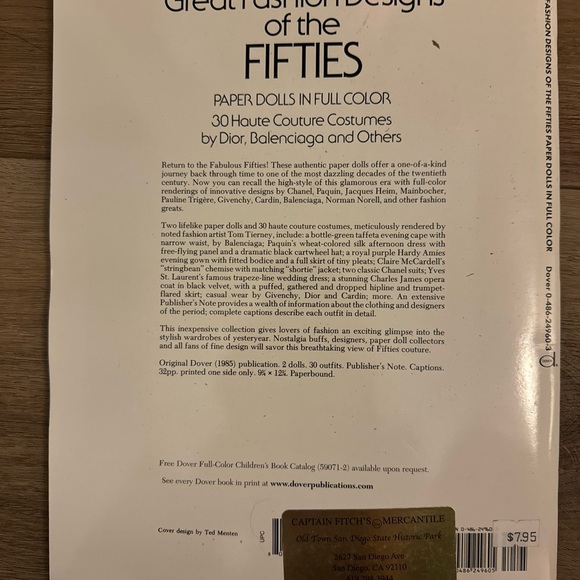 Great Fashion Designs
of the
FIFTIES
PAPER DOLLS IN FULL COLOR
30 Haute Couture Costumes
by Dior, Balenciaga and Others
Return to the Fabulous Fifties! These authentic paper dolls offer a one-of-a-kind
journey back through time to one of the most dazzling decades of the twentieth
century. Now you can recall the high-style of this glamorous era with full-color
renderings of innovative designs by Chanel, Paquin, Jacques Heim, Mainbocher,
Pauline Trigère, Givenchy, Cardin, Balenciaga, Norman Norell, and other fashion
greats.
Two lifelike paper dolls and 30 haute couture costumes, meticulously rendered by
noted fashion artist Tom Tierney, include: a bottle-green taffeta evening cape with
narrow waist, by Balenciaga; Paquin's wheat-colored silk afternoon dress with
free-flying panel and a dramatic black cartwheel hat; a royal purple Hardy Amies
evening gown with fitted bodice and a full skirt of tiny pleats; Claire McCardell's
"stringbean" chemise with matching "shortie" jacket; two classic Chanel suits; Yves
St. Laurent's famous trapeze-line wedding dress; a stunning Charles James opera
coat in black velvet, with a puffed, gathered and dropped hipline and trumpet-
flared skirt; casual wear by Givenchy, Dior and Cardin; more. An extensive
Publisher's Note provides a wealth of information about the clothing and designers
of the period; complete captions describe each outfit in detail.
This inexpensive collection gives lovers of fashion an exciting glimpse into the
stylish wardrobes of yesteryear. Nostalgia buffs, designers, paper doll collectors
and all fans of fine design will savor this breathtaking view of Fifties couture.
Original Dover (1985) publication. 2 dolls. 30 outfits. Publisher's Note. Captions.
32pp. printed one side only. 9¼ × 12¼. Paperbound.
Free Dover Full-Color Children's Book Catalog (59071-2) available upon request.
See every Dover book in print at www.doverpublications.com
Cover design by Ted Menten
UPC
CAPTAIN FITCH'S MERCANTILE
Old Town San Diego State Historic Park
2627 San Diego Ave
San Diego, CA 92110
$7.95
FASHION DESIGNS OF THE FIFTIES PAPER DOLLS IN FULL COLOR
Dover 0-486-24960-3